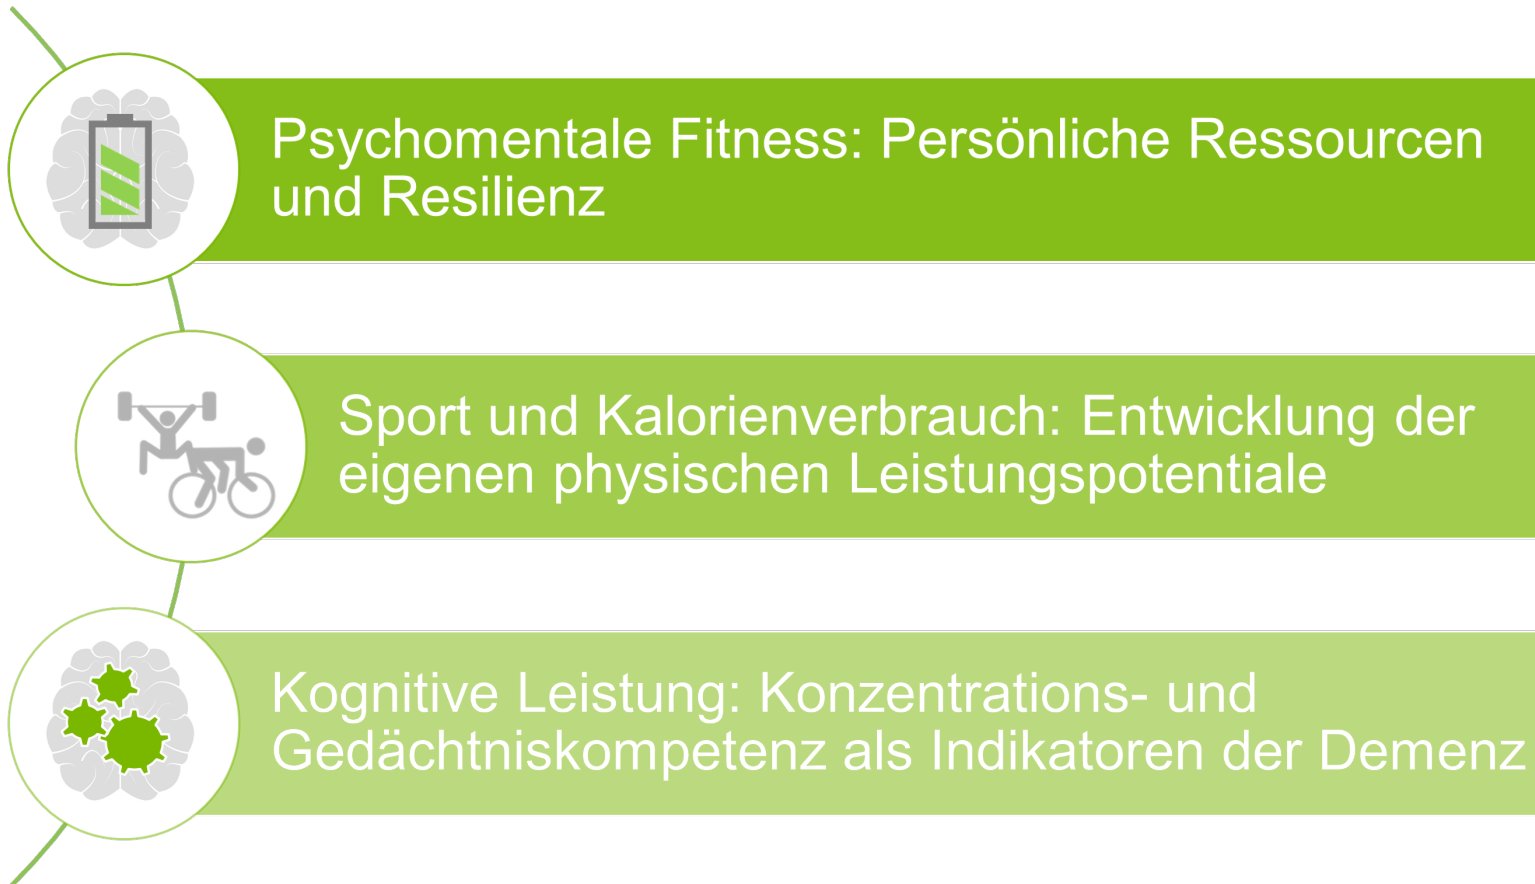 Psychomentale Fitness: Persönliche Ressourcen
und Resilienz
Sport und Kalorienverbrauch: Entwicklung der
eigenen physischen Leistungspotentiale
Kognitive Leistung: Konzentrations- und
Gedächtniskompetenz als Indikatoren der Demenz